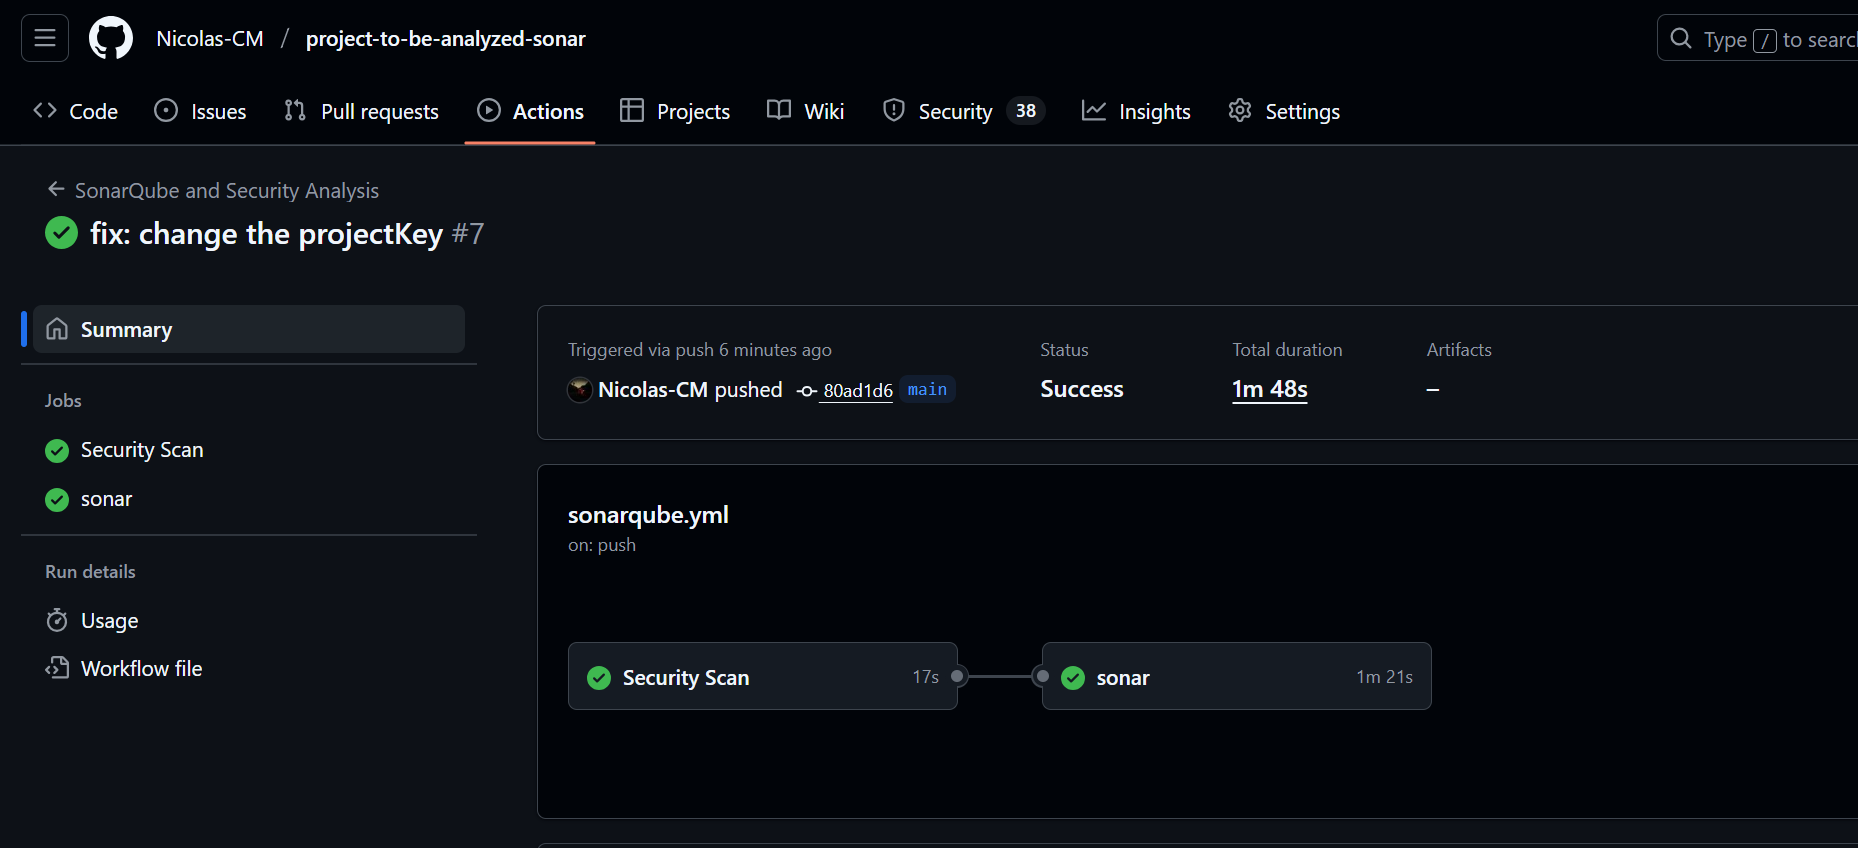 Nicolas-CM / project-to-be-analyzed-sonar
Type / to search
Code Issues Pull requests Actions Projects Wiki Security 38 Insights Settings
SonarQube and Security Analysis
fix: change the projectKey #7
Summary
Jobs
Security Scan
sonar
Run details
Usage
Workflow file
Triggered via push 6 minutes ago
Nicolas-CM pushed 80ad1d6 main
Status
Success
Total duration
1m 48s
Artifacts
–
sonarqube.yml
on: push
Security Scan 17s
sonar 1m 21s